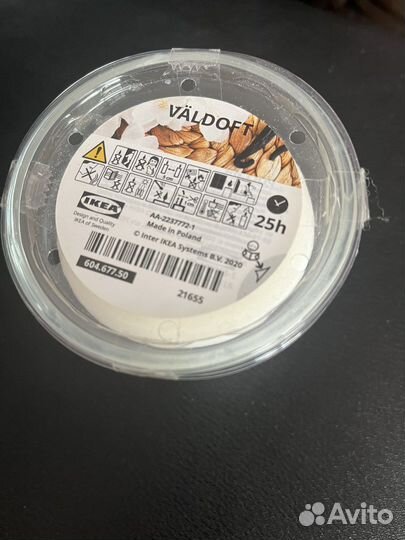 VÄLDOFT
25h
IKEA
Design and Quality
IKEA of Sweden
AA-2237772-1
Made in Poland
© Inter IKEA Systems B.V. 2020
604.677.50
21655
Avito